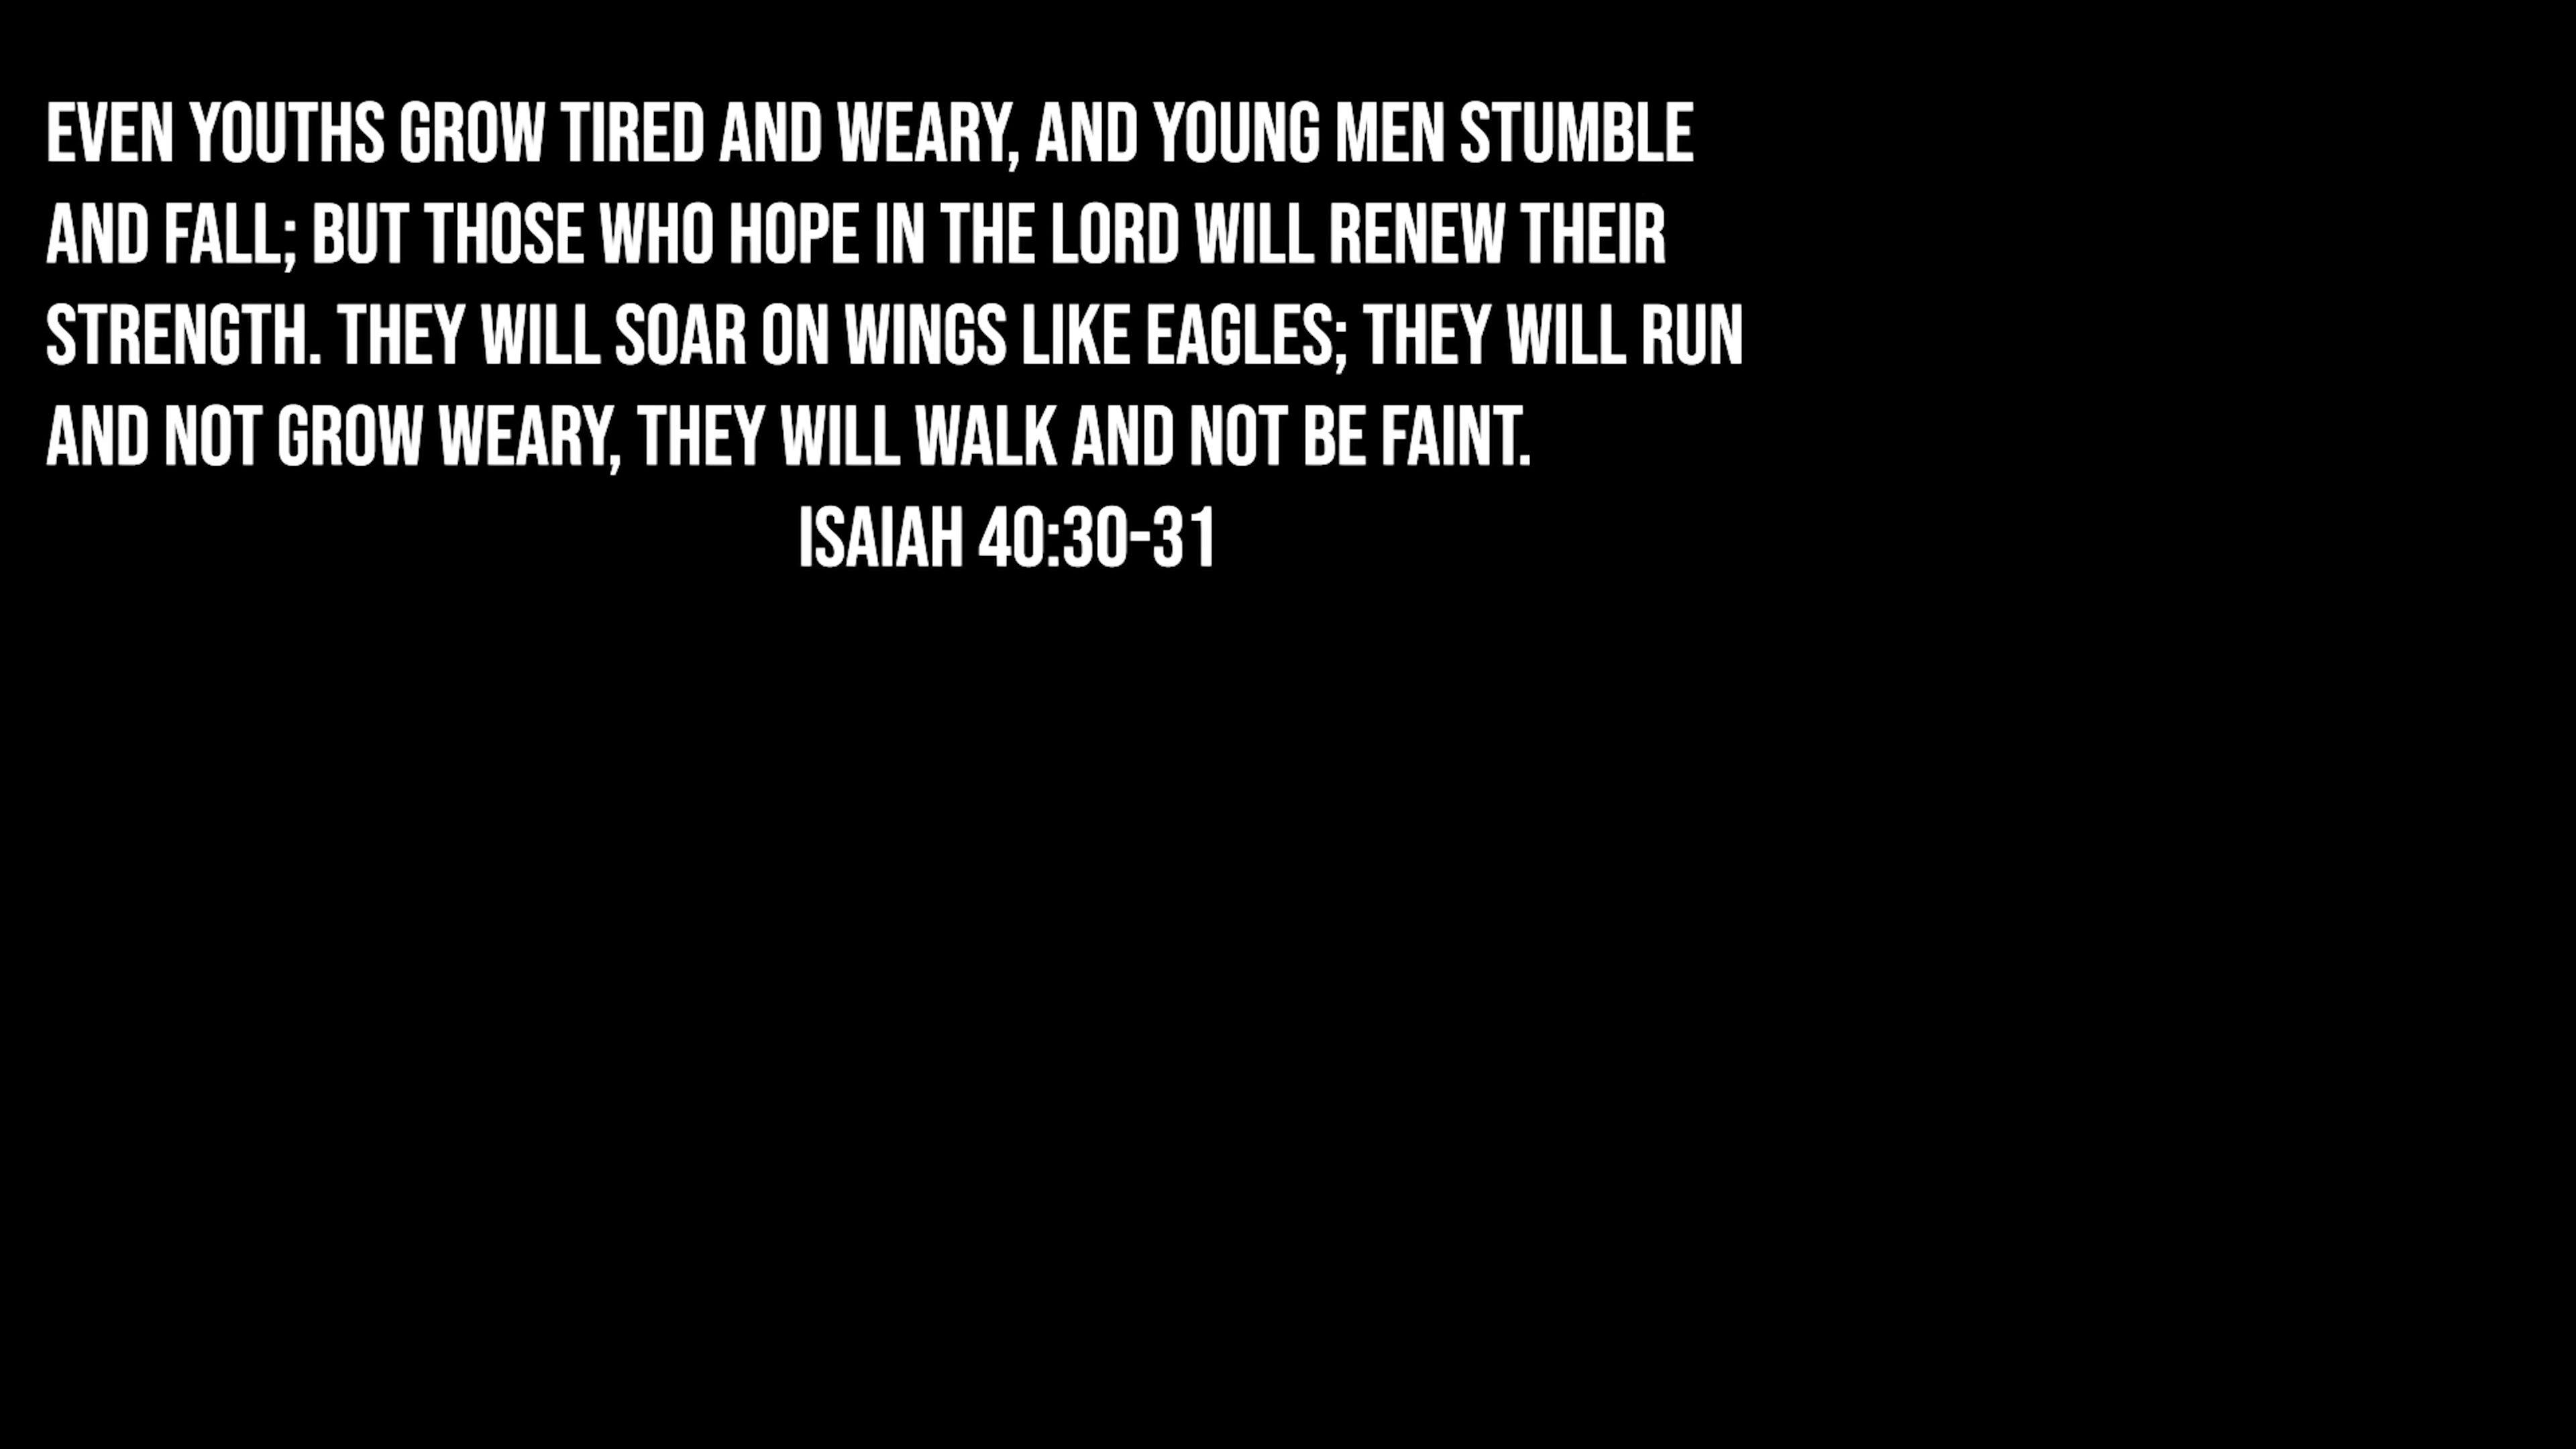 EVEN YOUTHS GROW TIRED AND WEARY, AND YOUNG MEN STUMBLE
AND FALL; BUT THOSE WHO HOPE IN THE LORD WILL RENEW THEIR
STRENGTH. THEY WILL SOAR ON WINGS LIKE EAGLES; THEY WILL RUN
AND NOT GROW WEARY, THEY WILL WALK AND NOT BE FAINT.
ISAIAH 40:30-31